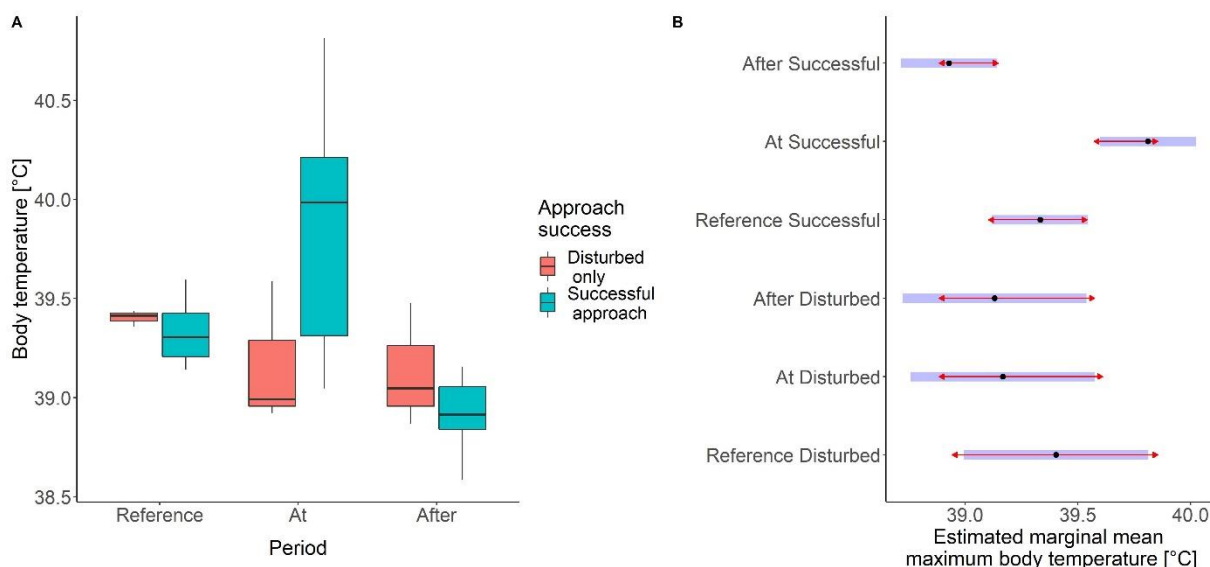 A
Body temperature [°C]
40.5
40.0
39.5
39.0
38.5
Reference At After
Period
Approach
success
Disturbed
only
Successful
approach
B
After Successful
At Successful
Reference Successful
After Disturbed
At Disturbed
Reference Disturbed
39.0 39.5 40.0
Estimated marginal mean
maximum body temperature [°C]